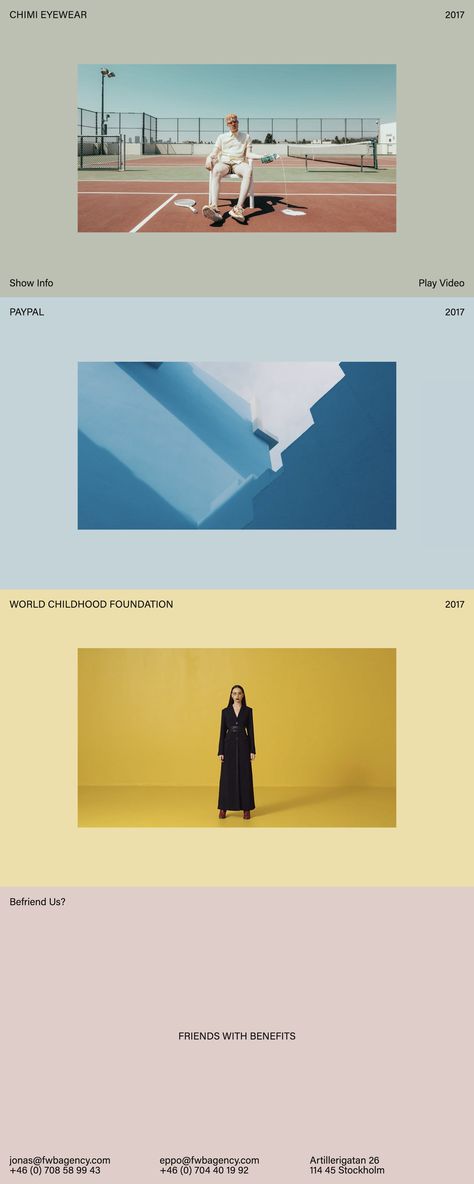 CHIMI EYEWEAR 2017
Show Info Play Video
PAYPAL 2017
WORLD CHILDHOOD FOUNDATION 2017
Befriend Us?
FRIENDS WITH BENEFITS
jonas@fwbagency.com eppo@fwbagency.com Artillerigatan 26
+46 (0) 708 58 99 43 +46 (0) 704 40 19 92 114 45 Stockholm